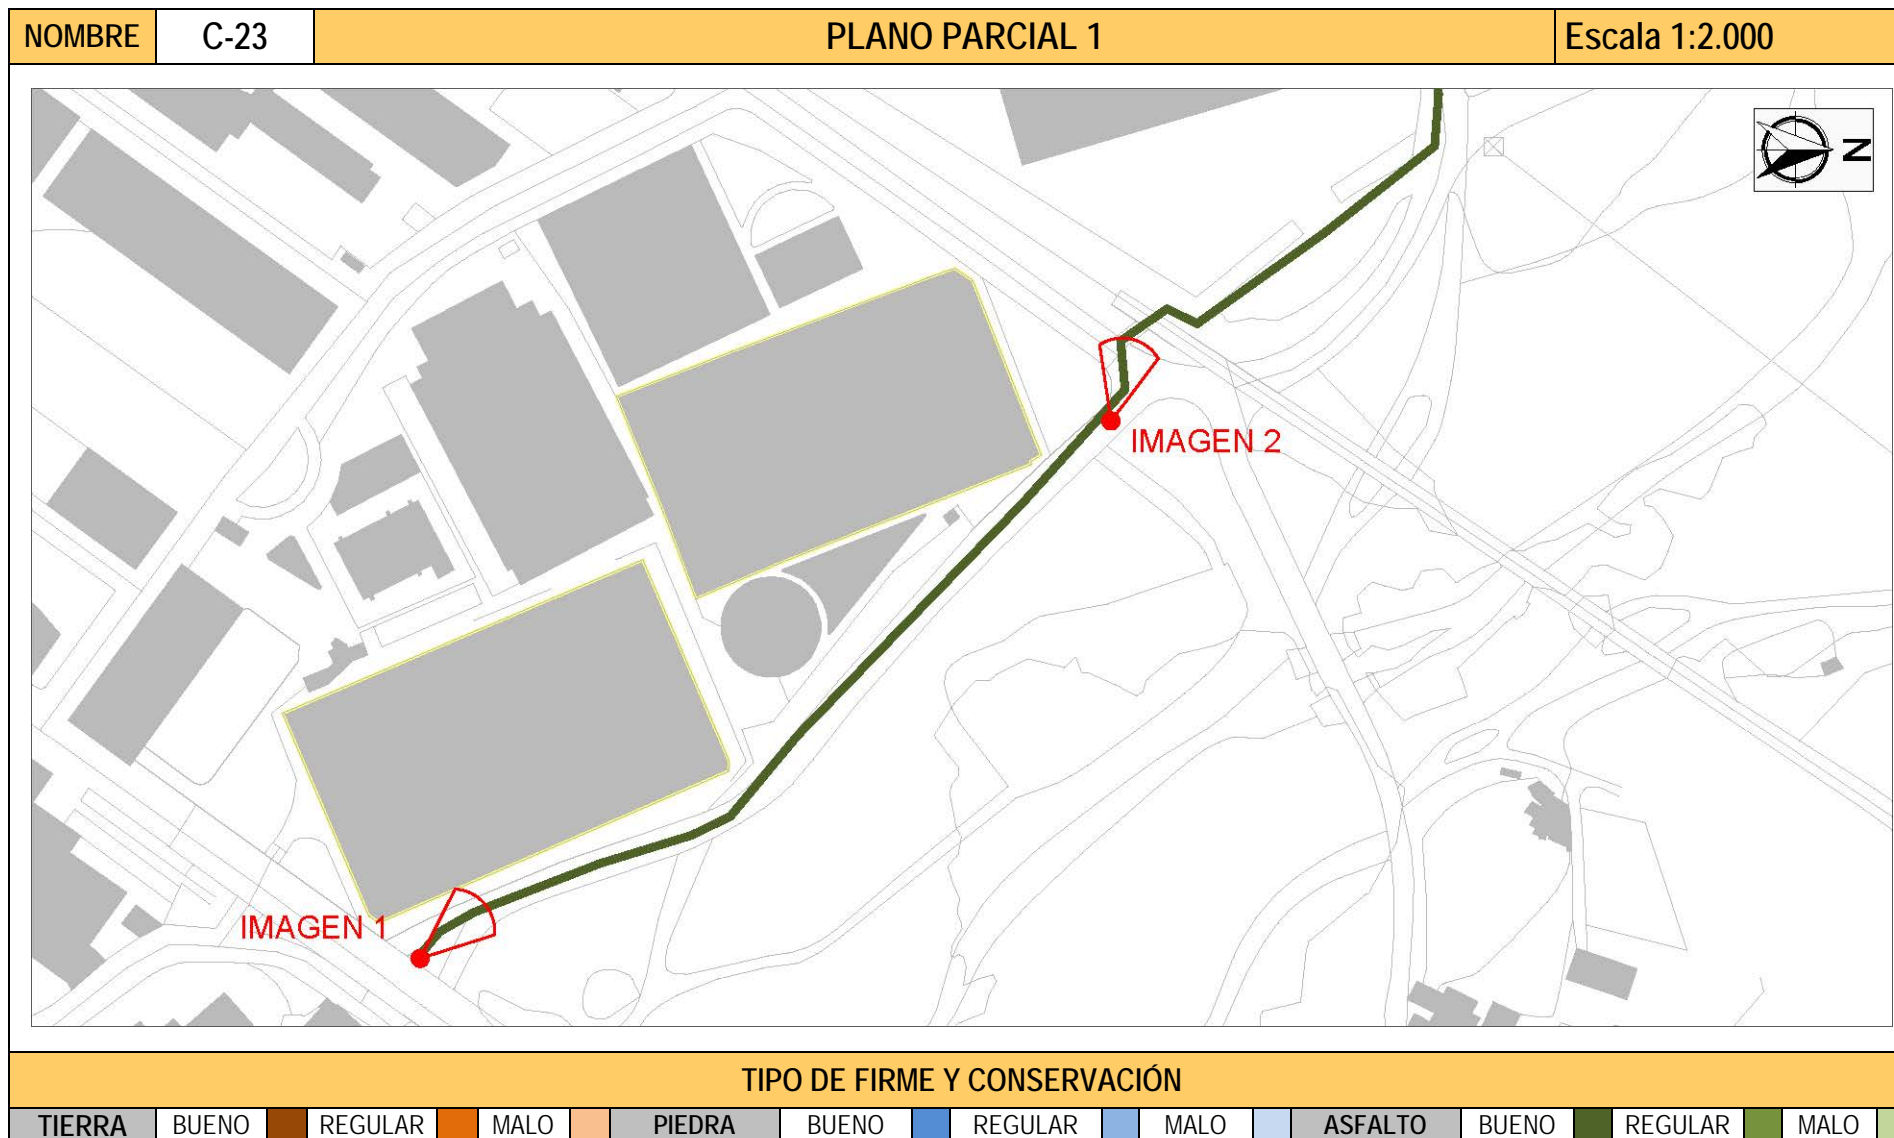 NOMBRE C-23 PLANO PARCIAL 1 Escala 1:2.000
N
IMAGEN 2
IMAGEN 1
TIPO DE FIRME Y CONSERVACIÓN
TIERRA BUENO REGULAR MALO PIEDRA BUENO REGULAR MALO ASFALTO BUENO REGULAR MALO